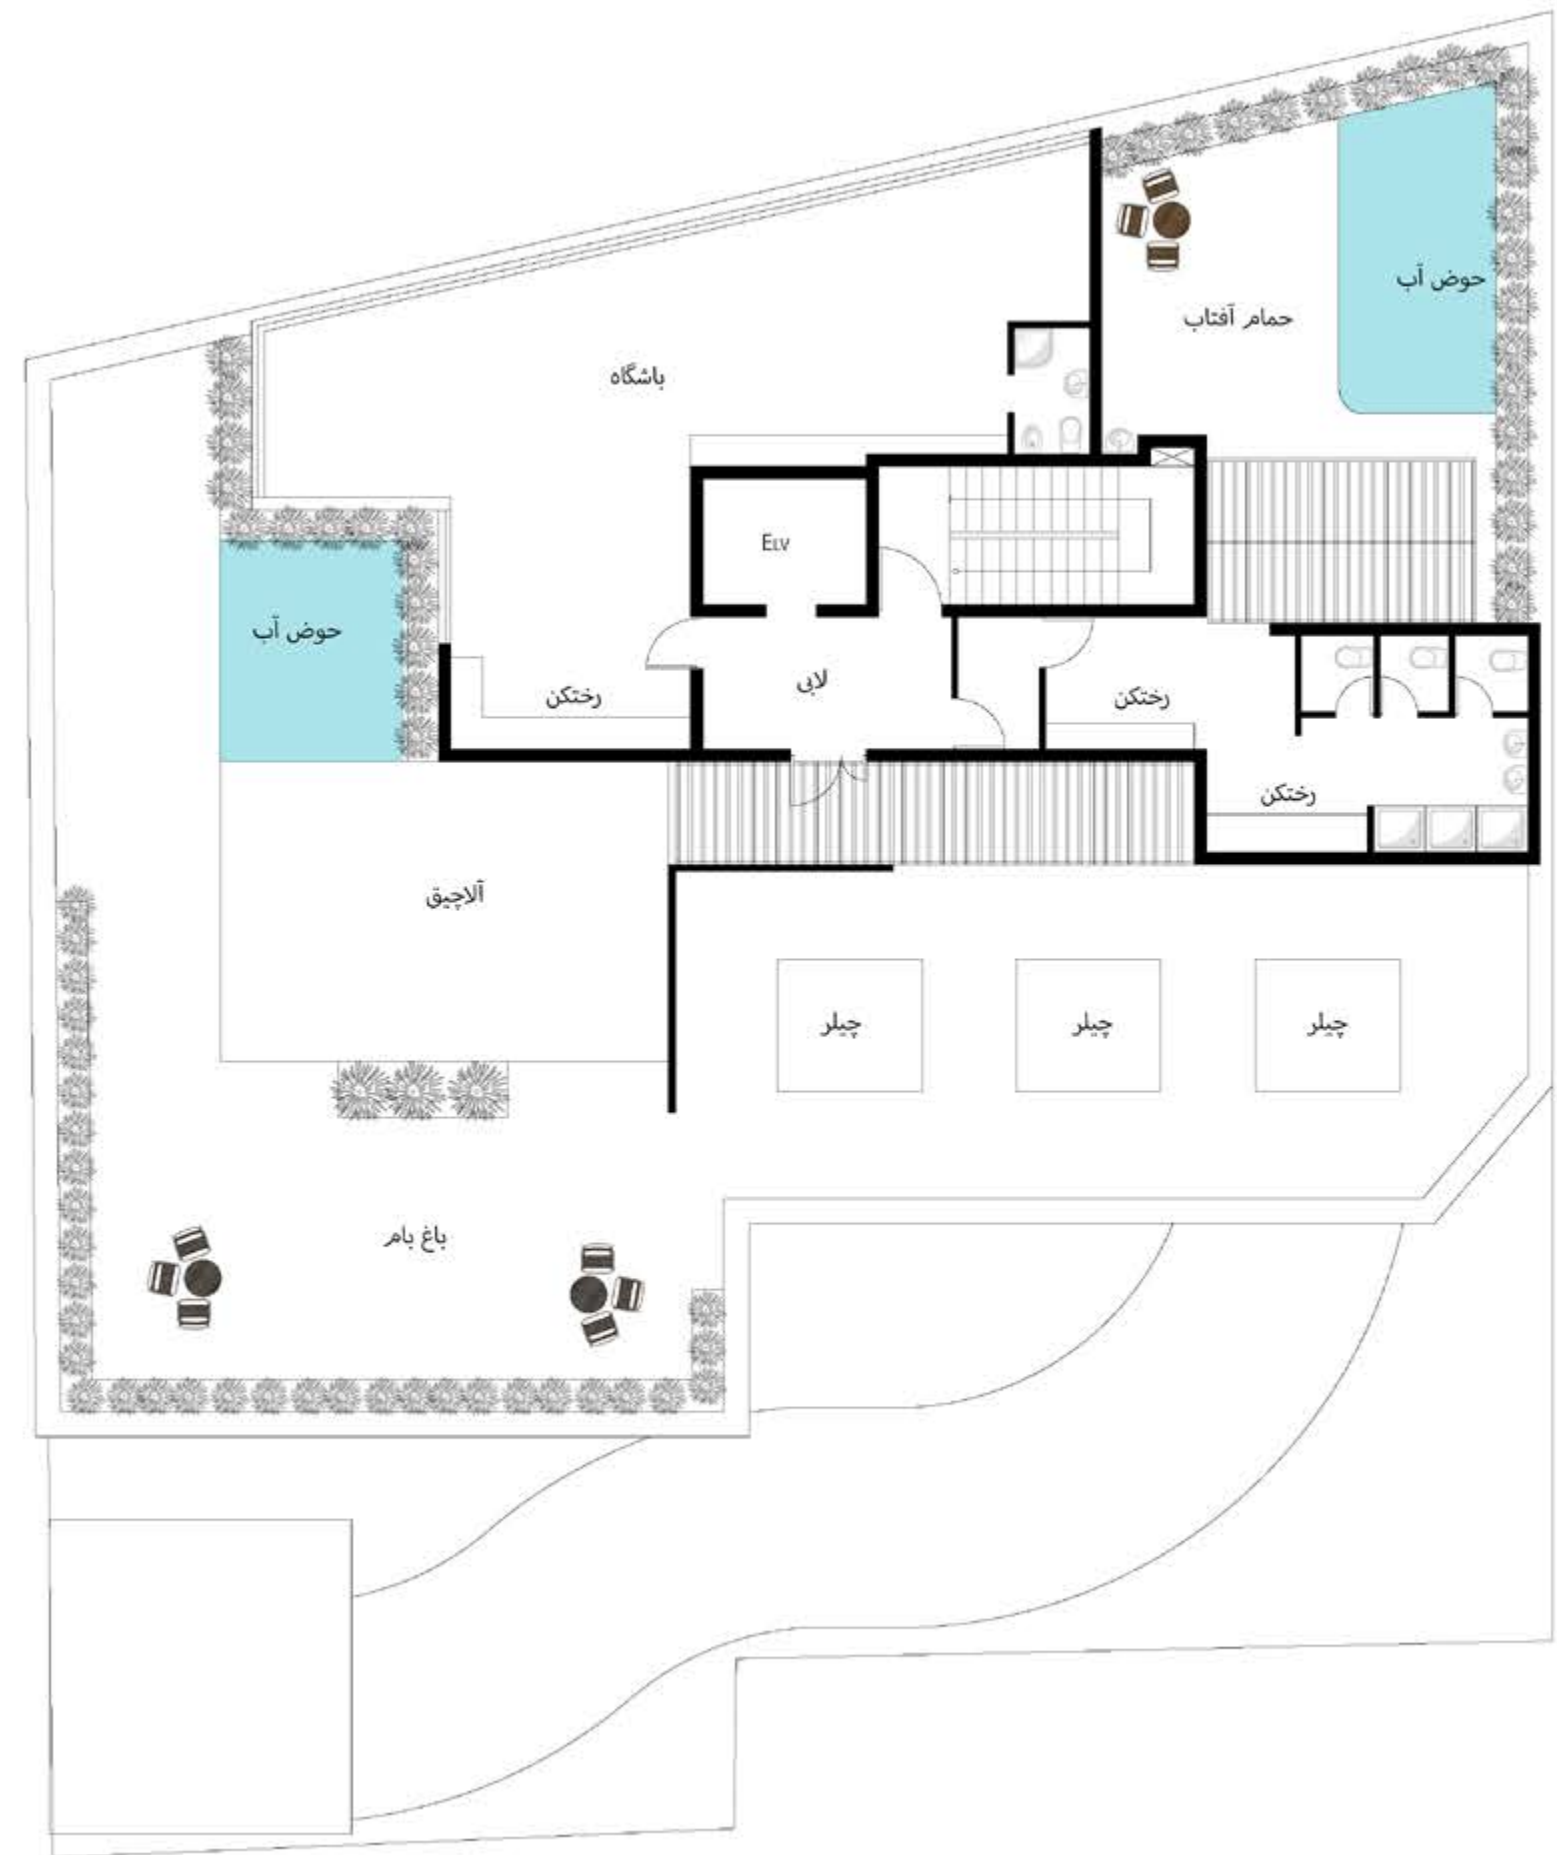 حوض آب
حمام آفتاب
باشگاه
ELV
حوض آب
لابی
رختکن
رختکن
رختکن
آلاچیق
چیلر
چیلر
چیلر
باغ بام